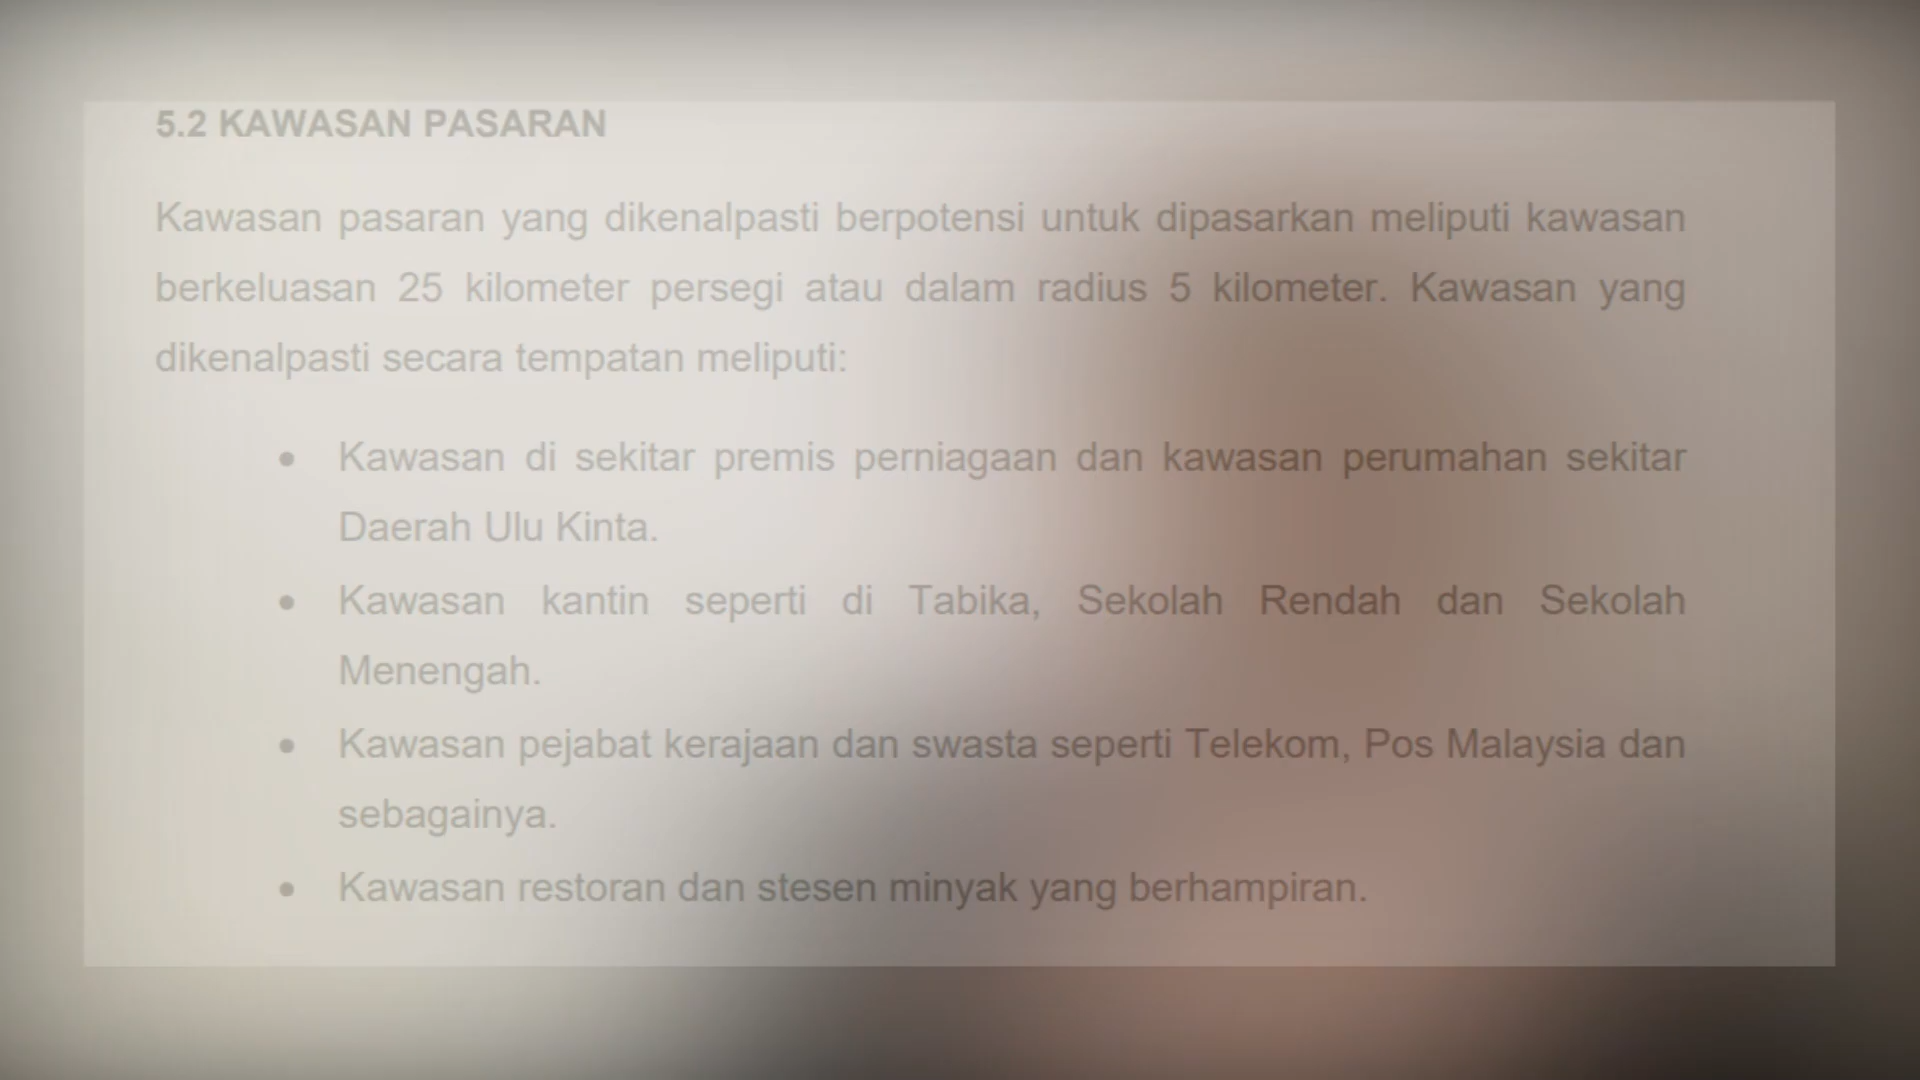 5.2 KAWASAN PASARAN
Kawasan pasaran yang dikenalpasti berpotensi untuk dipasarkan meliputi kawasan
berkeluasan 25 kilometer persegi atau dalam radius 5 kilometer. Kawasan yang
dikenalpasti secara tempatan meliputi:
● Kawasan di sekitar premis perniagaan dan kawasan perumahan sekitar
Daerah Ulu Kinta.
● Kawasan kantin seperti di Tabika, Sekolah Rendah dan Sekolah
Menengah.
● Kawasan pejabat kerajaan dan swasta seperti Telekom, Pos Malaysia dan
sebagainya.
● Kawasan restoran dan stesen minyak yang berhampiran.